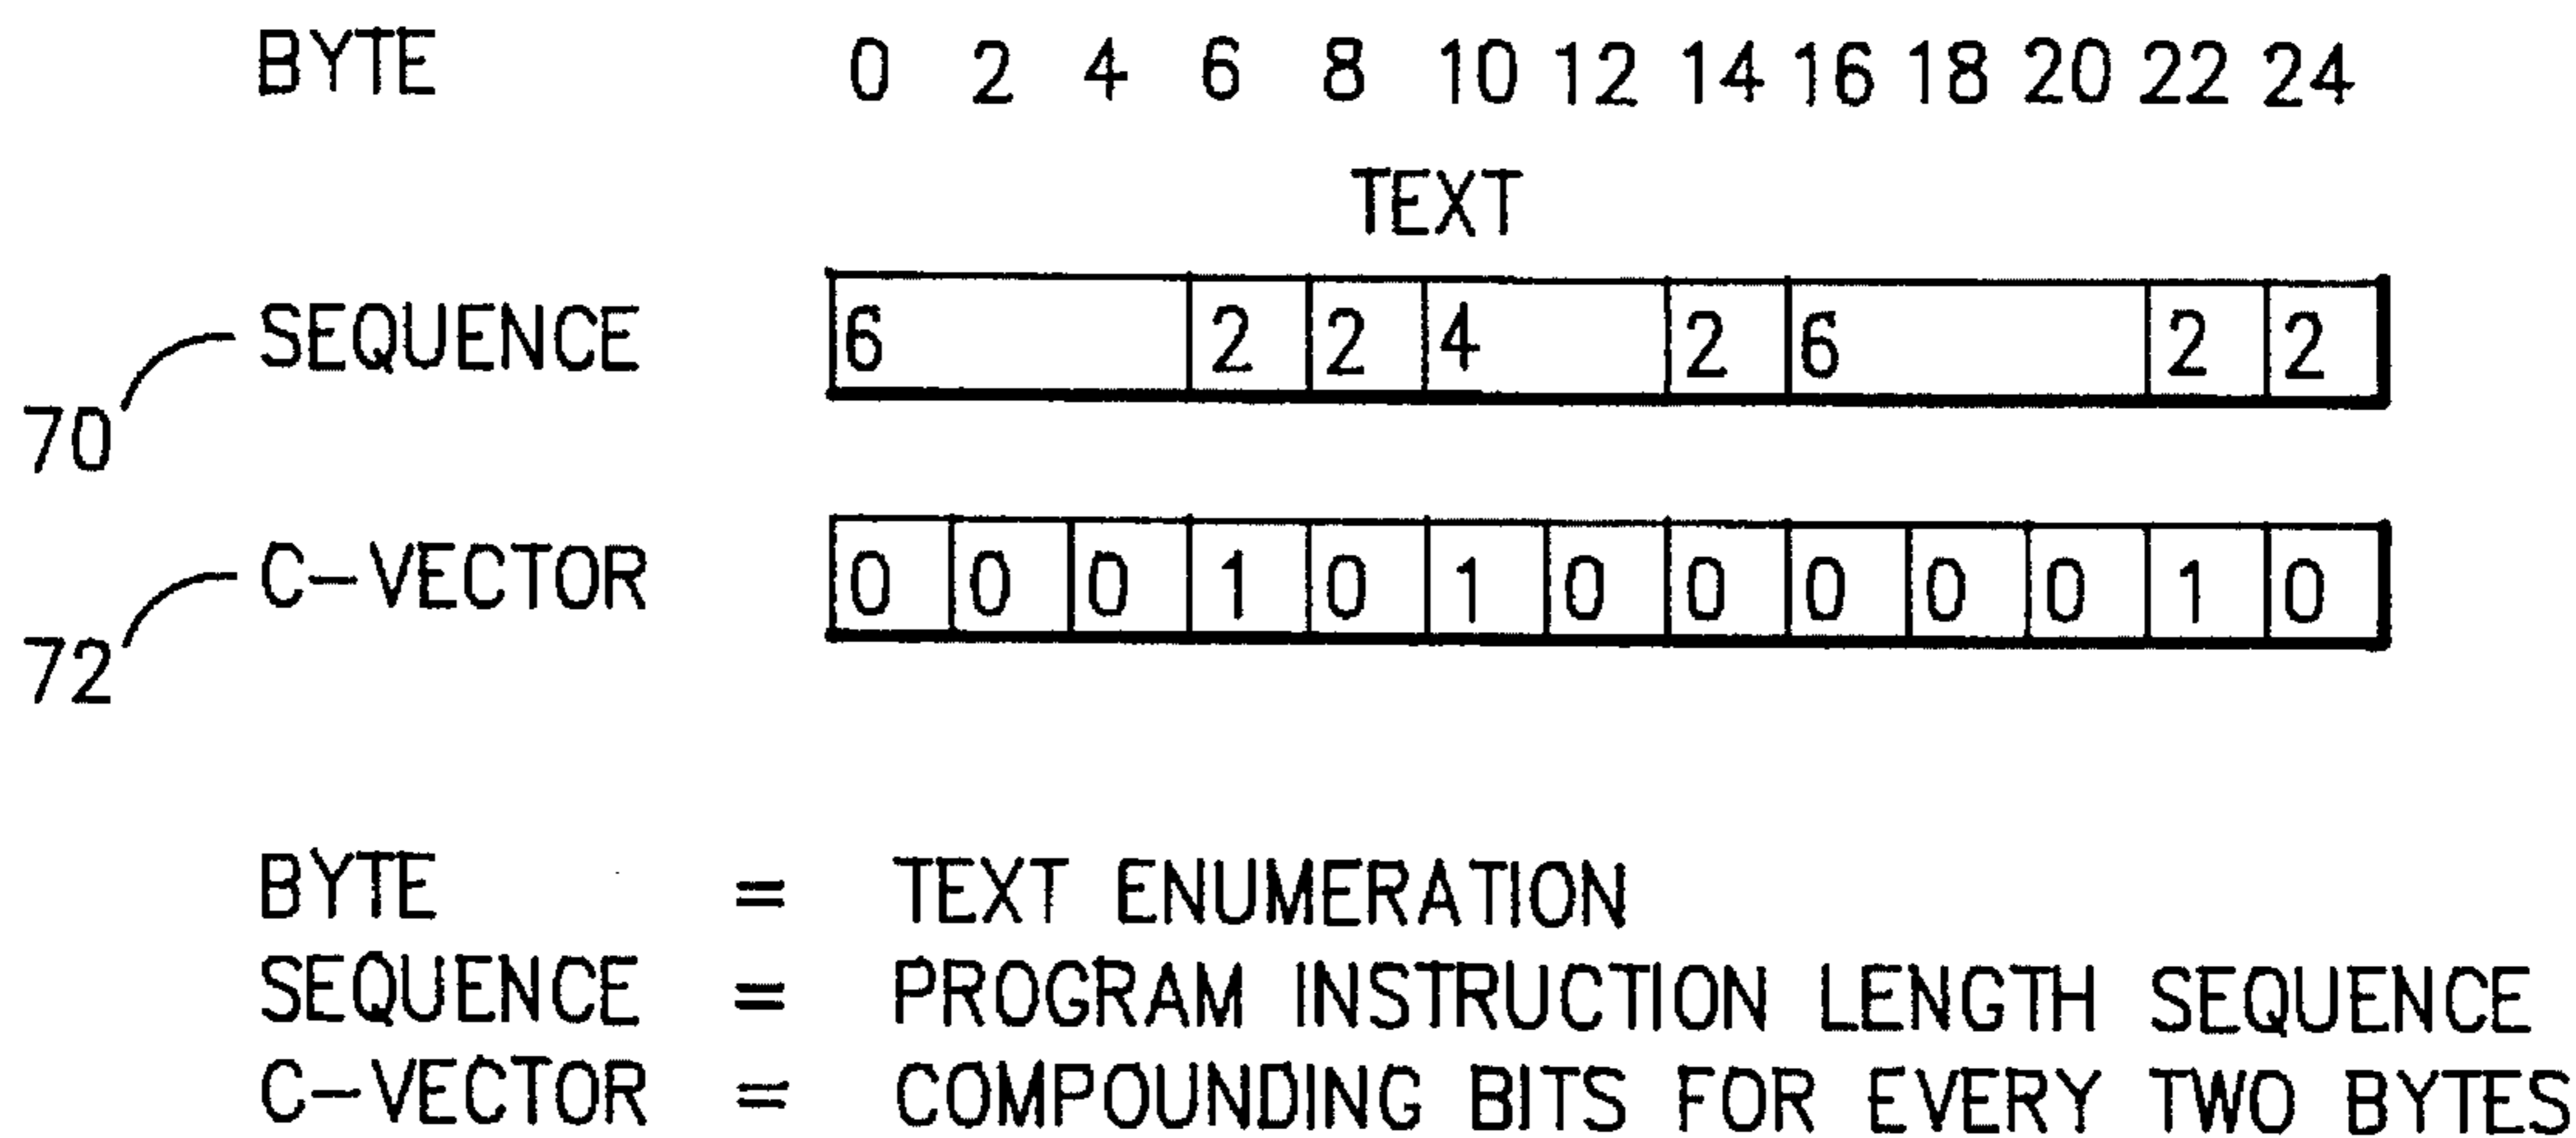 BYTE 0 2 4 6 8 10 12 14 16 18 20 22 24
TEXT
SEQUENCE 6 2 2 4 2 6 2 2
70
C-VECTOR 0 0 0 1 0 1 0 0 0 0 0 1 0
72
BYTE = TEXT ENUMERATION
SEQUENCE = PROGRAM INSTRUCTION LENGTH SEQUENCE
C-VECTOR = COMPOUNDING BITS FOR EVERY TWO BYTES